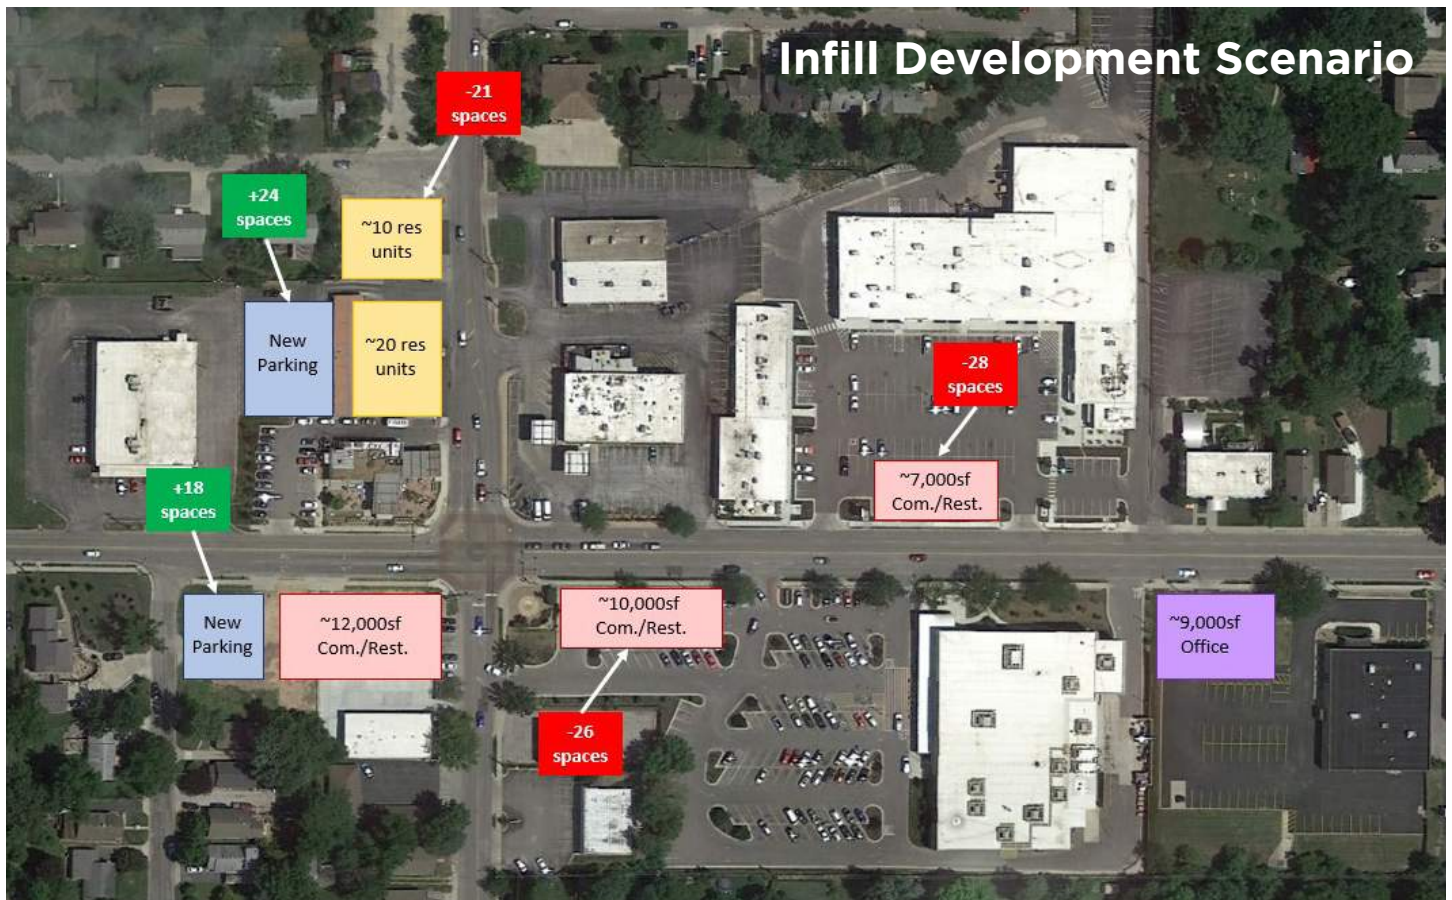 Infill Development Scenario
-21
spaces
+24
spaces
~10 res
units
New
Parking
~20 res
units
-28
spaces
+18
spaces
~7,000sf
Com./Rest.
New
Parking
~12,000sf
Com./Rest.
~10,000sf
Com./Rest.
~9,000sf
Office
-26
spaces